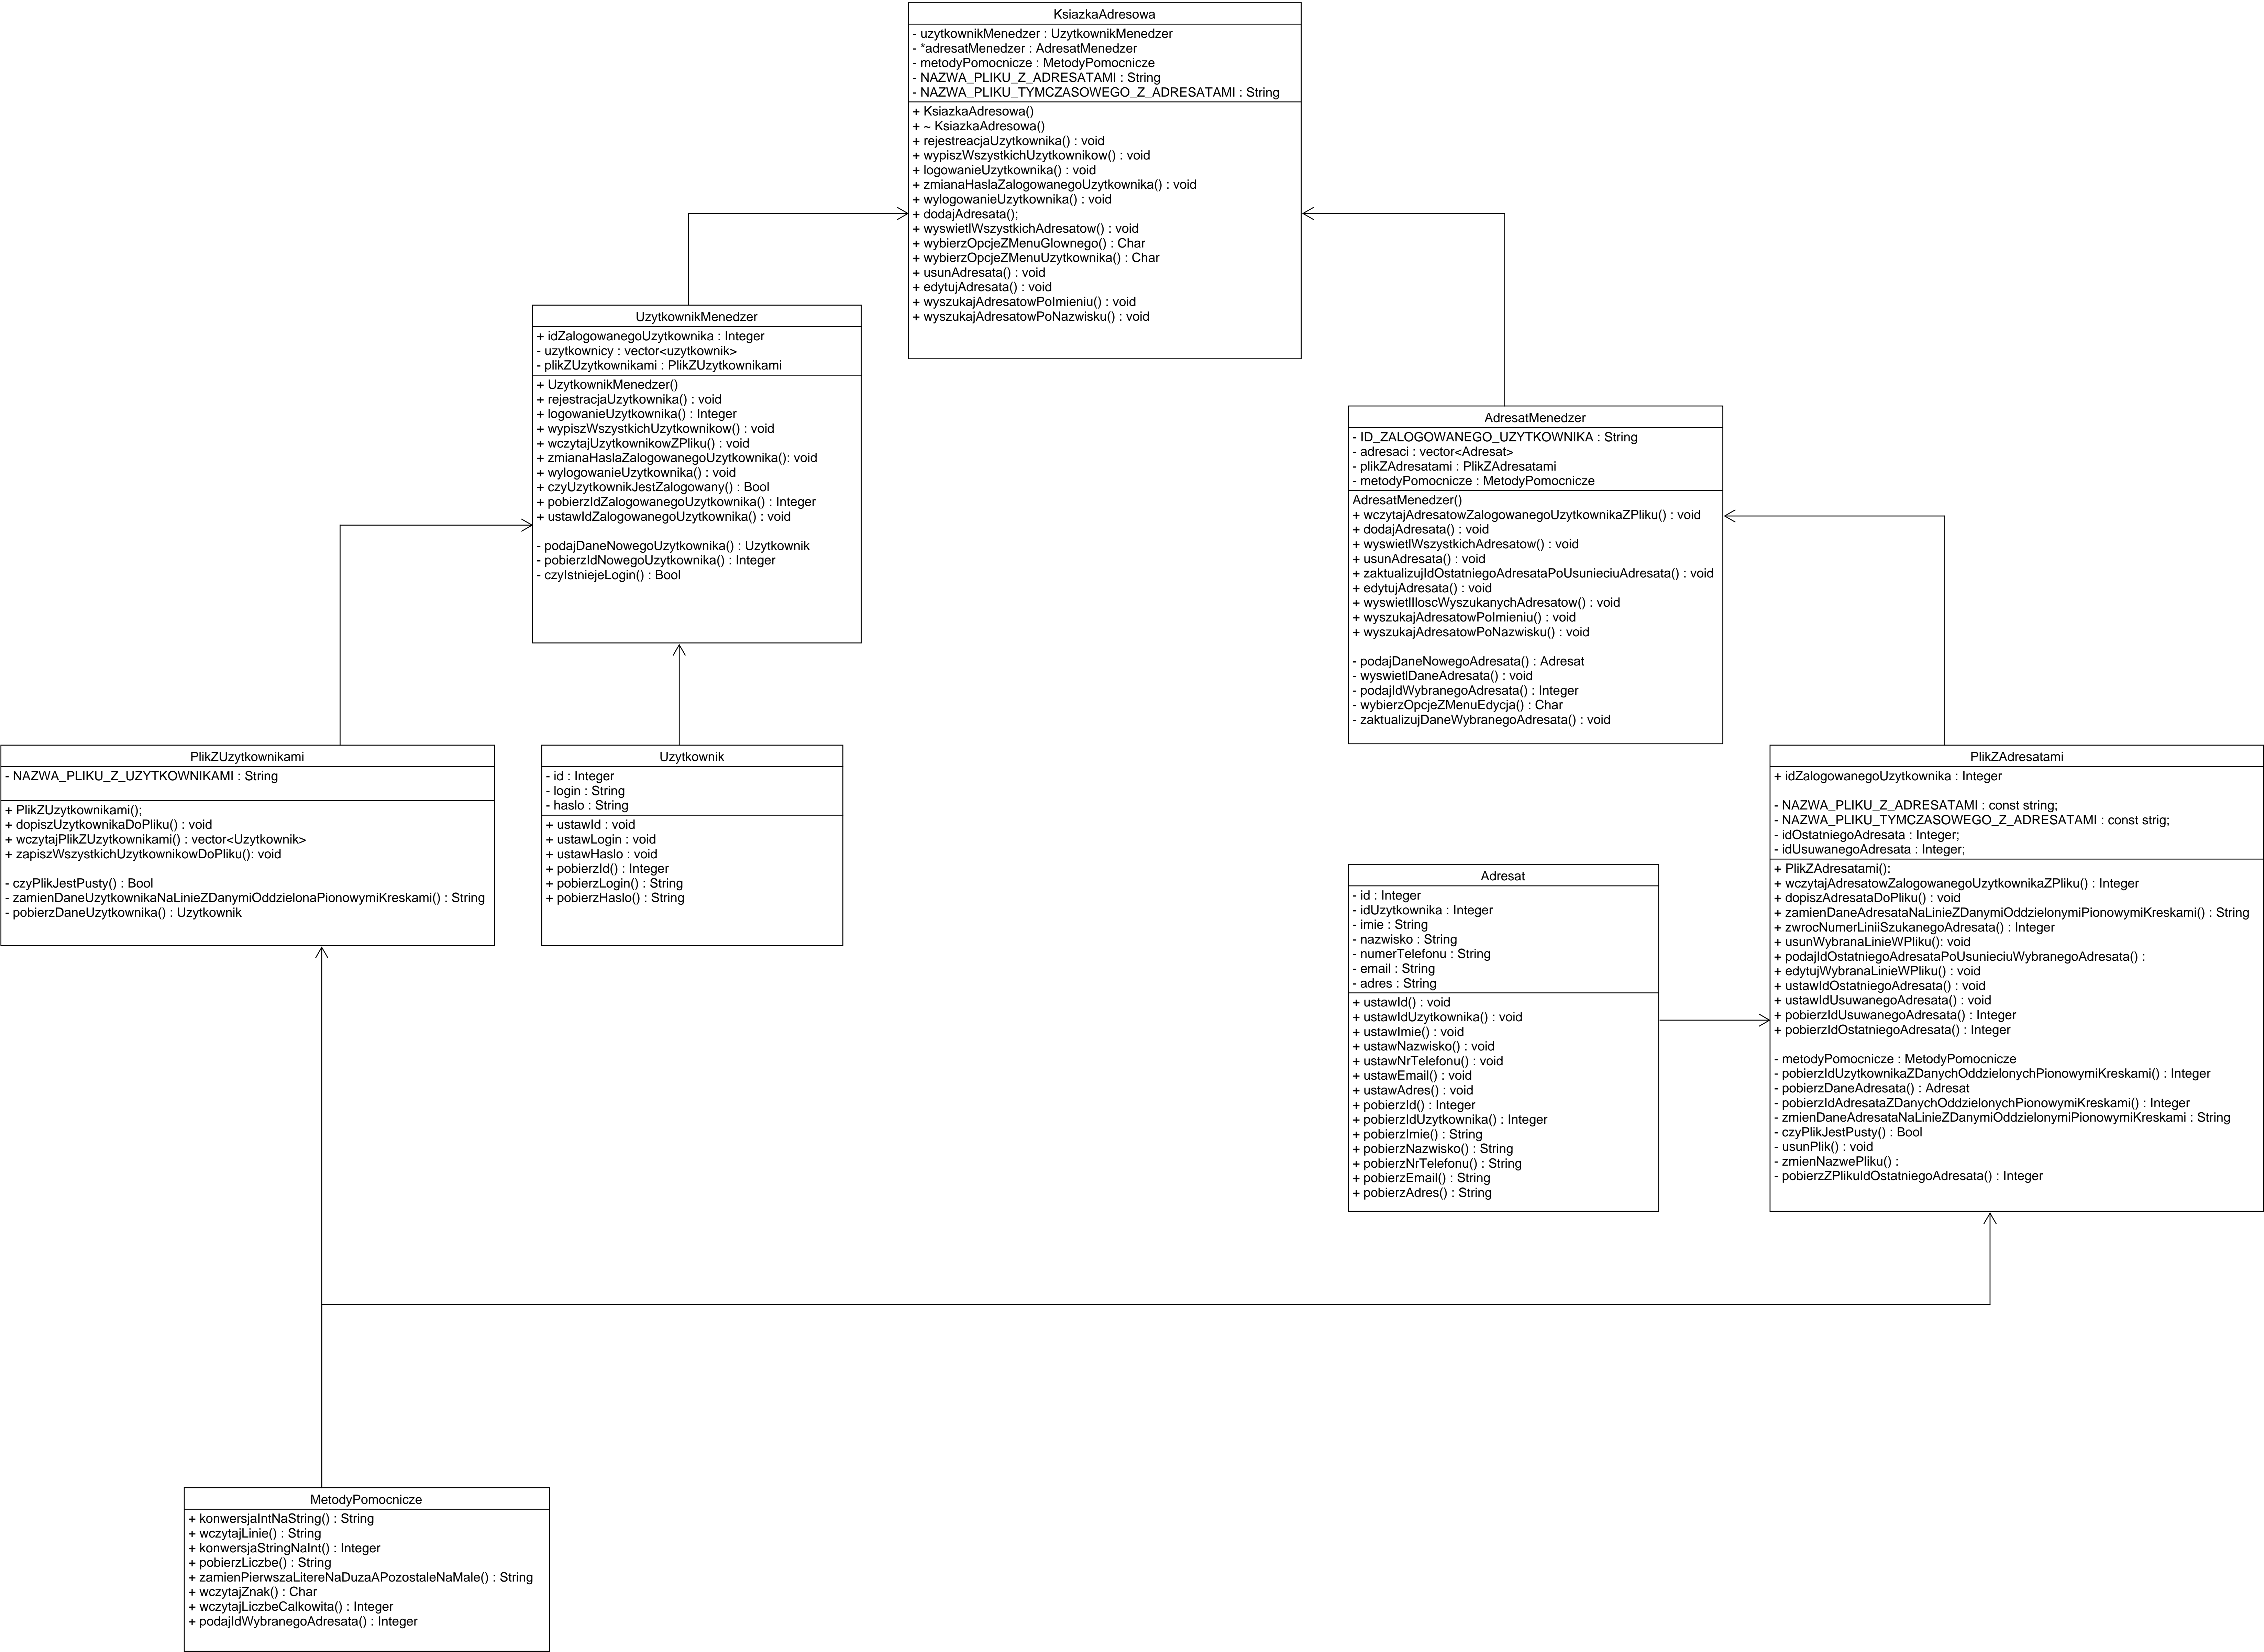 KsiazkaAdresowa
- uzytkownikMenedzer : UzytkownikMenedzer
- *adresatMenedzer : AdresatMenedzer
- metodyPomocnicze : MetodyPomocnicze
- NAZWA_PLIKU_Z_ADRESATAMI : String
- NAZWA_PLIKU_TYMCZASOWEGO_Z_ADRESATAMI : String
+ KsiazkaAdresowa()
+ ~ KsiazkaAdresowa()
+ rejestreacjaUzytkownika() : void
+ wypiszWszystkichUzytkownikow() : void
+ logowanieUzytkownika() : void
+ zmianaHaslaZalogowanegoUzytkownika() : void
+ wylogowanieUzytkownika() : void
+ dodajAdresata();
+ wyswietlWszystkichAdresatow() : void
+ wybierzOpcjeZMenuGlownego() : Char
+ wybierzOpcjeZMenuUzytkownika() : Char
+ usunAdresata() : void
+ edytujAdresata() : void
+ wyszukajAdresatowPoImieniu() : void
+ wyszukajAdresatowPoNazwisku() : void
UzytkownikMenedzer
+ idZalogowanegoUzytkownika : Integer
- uzytkownicy : vector<uzytkownik>
- plikZUzytkownikami : PlikZUzytkownikami
+ UzytkownikMenedzer()
+ rejestracjaUzytkownika() : void
+ logowanieUzytkownika() : Integer
+ wypiszWszystkichUzytkownikow() : void
+ wczytajUzytkownikowZPliku() : void
+ zmianaHaslaZalogowanegoUzytkownika(): void
+ wylogowanieUzytkownika() : void
+ czyUzytkownikJestZalogowany() : Bool
+ pobierzIdZalogowanegoUzytkownika() : Integer
+ ustawIdZalogowanegoUzytkownika() : void
- podajDaneNowegoUzytkownika() : Uzytkownik
- pobierzIdNowegoUzytkownika() : Integer
- czyIstniejeLogin() : Bool
AdresatMenedzer
- ID_ZALOGOWANEGO_UZYTKOWNIKA : String
- adresaci : vector<Adresat>
- plikZAdresatami : PlikZAdresatami
- metodyPomocnicze : MetodyPomocnicze
AdresatMenedzer()
+ wczytajAdresatowZalogowanegoUzytkownikaZPliku() : void
+ dodajAdresata() : void
+ wyswietlWszystkichAdresatow() : void
+ usunAdresata() : void
+ zaktualizujIdOstatniegoAdresataPoUsunieciuAdresata() : void
+ edytujAdresata() : void
+ wyswietlIloscWyszukanychAdresatow() : void
+ wyszukajAdresatowPoImieniu() : void
+ wyszukajAdresatowPoNazwisku() : void
- podajDaneNowegoAdresata() : Adresat
- wyswietlDaneAdresata() : void
- podajIdWybranegoAdresata() : Integer
- wybierzOpcjeZMenuEdycja() : Char
- zaktualizujDaneWybranegoAdresata() : void
PlikZUzytkownikami
- NAZWA_PLIKU_Z_UZYTKOWNIKAMI : String
+ PlikZUzytkownikami();
+ dopiszUzytkownikaDoPliku() : void
+ wczytajPlikZUzytkownikami() : vector<Uzytkownik>
+ zapiszWszystkichUzytkownikowDoPliku(): void
- czyPlikJestPusty() : Bool
- zamienDaneUzytkownikaNaLinieZDanymiOddzielonaPionowymiKreskami() : String
- pobierzDaneUzytkownika() : Uzytkownik
Uzytkownik
- id : Integer
- login : String
- haslo : String
+ ustawId : void
+ ustawLogin : void
+ ustawHaslo : void
+ pobierzId() : Integer
+ pobierzLogin() : String
+ pobierzHaslo() : String
PlikZAdresatami
+ idZalogowanegoUzytkownika : Integer
- NAZWA_PLIKU_Z_ADRESATAMI : const string;
- NAZWA_PLIKU_TYMCZASOWEGO_Z_ADRESATAMI : const strig;
- idOstatniegoAdresata : Integer;
- idUsuwanegoAdresata : Integer;
+ PlikZAdresatami():
+ wczytajAdresatowZalogowanegoUzytkownikaZPliku() : Integer
+ dopiszAdresataDoPliku() : void
+ zamienDaneAdresataNaLinieZDanymiOddzielonymiPionowymiKreskami() : String
+ zwrocNumerLiniiSzukanegoAdresata() : Integer
+ usunWybranaLinieWPliku(): void
+ podajIdOstatniegoAdresataPoUsunieciuWybranegoAdresata() :
+ edytujWybranaLinieWPliku() : void
+ ustawIdOstatniegoAdresata() : void
+ ustawIdUsuwanegoAdresata() : void
+ pobierzIdUsuwanegoAdresata() : Integer
+ pobierzIdOstatniegoAdresata() : Integer
- metodyPomocnicze : MetodyPomocnicze
- pobierzIdUzytkownikaZDanychOddzielonychPionowymiKreskami() : Integer
- pobierzDaneAdresata() : Adresat
- pobierzIdAdresataZDanychOddzielonychPionowymiKreskami() : Integer
- zmienDaneAdresataNaLinieZDanymiOddzielonymiPionowymiKreskami : String
- czyPlikJestPusty() : Bool
- usunPlik() : void
- zmienNazwePliku() :
- pobierzZPlikuIdOstatniegoAdresata() : Integer
Adresat
- id : Integer
- idUzytkownika : Integer
- imie : String
- nazwisko : String
- numerTelefonu : String
- email : String
- adres : String
+ ustawId() : void
+ ustawIdUzytkownika() : void
+ ustawImie() : void
+ ustawNazwisko() : void
+ ustawNrTelefonu() : void
+ ustawEmail() : void
+ ustawAdres() : void
+ pobierzId() : Integer
+ pobierzIdUzytkownika() : Integer
+ pobierzImie() : String
+ pobierzNazwisko() : String
+ pobierzNrTelefonu() : String
+ pobierzEmail() : String
+ pobierzAdres() : String
MetodyPomocnicze
+ konwersjaIntNaString() : String
+ wczytajLinie() : String
+ konwersjaStringNaInt() : Integer
+ pobierzLiczbe() : String
+ zamienPierwszaLitereNaDuzaAPozostaleNaMale() : String
+ wczytajZnak() : Char
+ wczytajLiczbeCalkowita() : Integer
+ podajIdWybranegoAdresata() : Integer